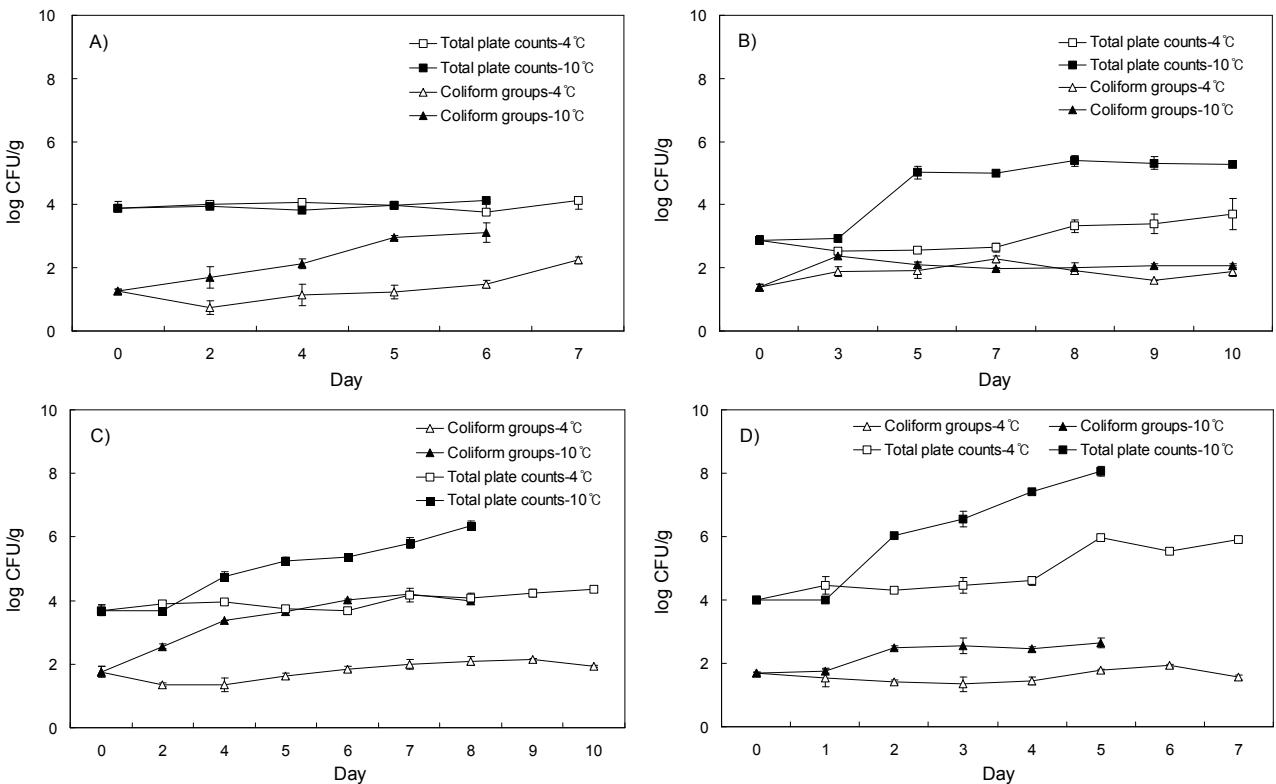 A)
Total plate counts-4℃
Total plate counts-10℃
Coliform groups-4℃
Coliform groups-10℃
10
8
6
4
2
0
log CFU/g
0 2 4 5 6 7
Day
B)
Total plate counts-4℃
Total plate counts-10℃
Coliform groups-4℃
Coliform groups-10℃
10
8
6
4
2
0
log CFU/g
0 3 5 7 8 9 10
Day
C)
Coliform groups-4℃
Coliform groups-10℃
Total plate counts-4℃
Total plate counts-10℃
10
8
6
4
2
0
log CFU/g
0 2 4 5 6 7 8 9 10
Day
D)
Coliform groups-4℃ Coliform groups-10℃
Total plate counts-4℃ Total plate counts-10℃
10
8
6
4
2
0
log CFU/g
0 1 2 3 4 5 6 7
Day